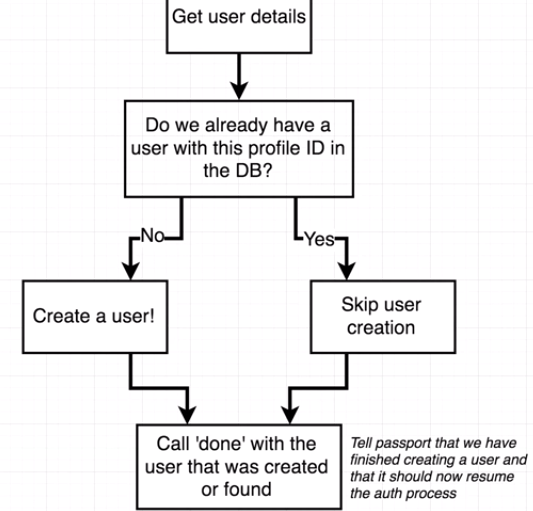 Get user details
Do we already have a
user with this profile ID in
the DB?
No
Yes
Create a user!
Skip user
creation
Call 'done' with the
user that was created
or found
Tell passport that we have
finished creating a user and
that it should now resume
the auth process